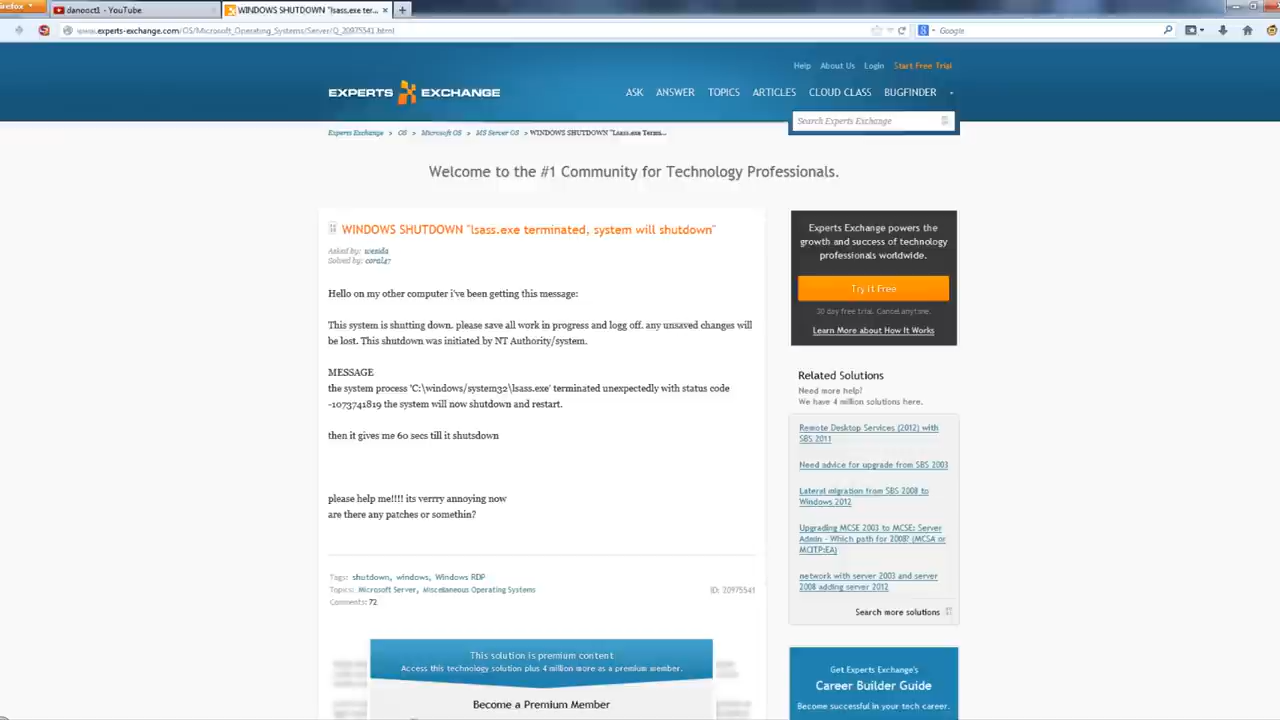 danooct1 - YouTube
WINDOWS SHUTDOWN "lsass.exe ter...
www.experts-exchange.com/OS/Microsoft_Operating_Systems/Server/Q_20975541.html
Google
Help About Us Login Start Free Trial
EXPERTS EXCHANGE
ASK ANSWER TOPICS ARTICLES CLOUD CLASS BUGFINDER
Search Experts Exchange
Experts Exchange > OS > Microsoft OS > MS Server OS > WINDOWS SHUTDOWN "Lsass.exe Termi...
Welcome to the #1 Community for Technology Professionals.
WINDOWS SHUTDOWN "lsass.exe terminated, system will shutdown"
Asked by: wesida
Solved by: coral47
Hello on my other computer i've been getting this message:
This system is shutting down. please save all work in progress and logg off. any unsaved changes will
be lost. This shutdown was initiated by NT Authority/system.
MESSAGE
the system process 'C:\windows/system32\lsass.exe' terminated unexpectedly with status code
-1073741819 the system will now shutdown and restart.
then it gives me 60 secs till it shutsdown
please help me!!!! its verrry annoying now
are there any patches or somethin?
Tags: shutdown, windows, Windows RDP
Topics: Microsoft Server, Miscellaneous Operating Systems
ID: 20975541
Comments: 72
This solution is premium content
Access this technology solution plus 4 million more as a premium member.
Become a Premium Member
Experts Exchange powers the
growth and success of technology
professionals worldwide.
Try it Free
30 day free trial. Cancel anytime.
Learn More about How It Works
Related Solutions
Need more help?
We have 4 million solutions here.
Remote Desktop Services (2012) with
SBS 2011
Need advice for upgrade from SBS 2003
Lateral migration from SBS 2008 to
Windows 2012
Upgrading MCSE 2003 to MCSE: Server
Admin - Which path for 2008? (MCSA or
MCITP:EA)
network with server 2003 and server
2008 adding server 2012
Search more solutions
Get Experts Exchange's
Career Builder Guide
Become successful in your tech career.